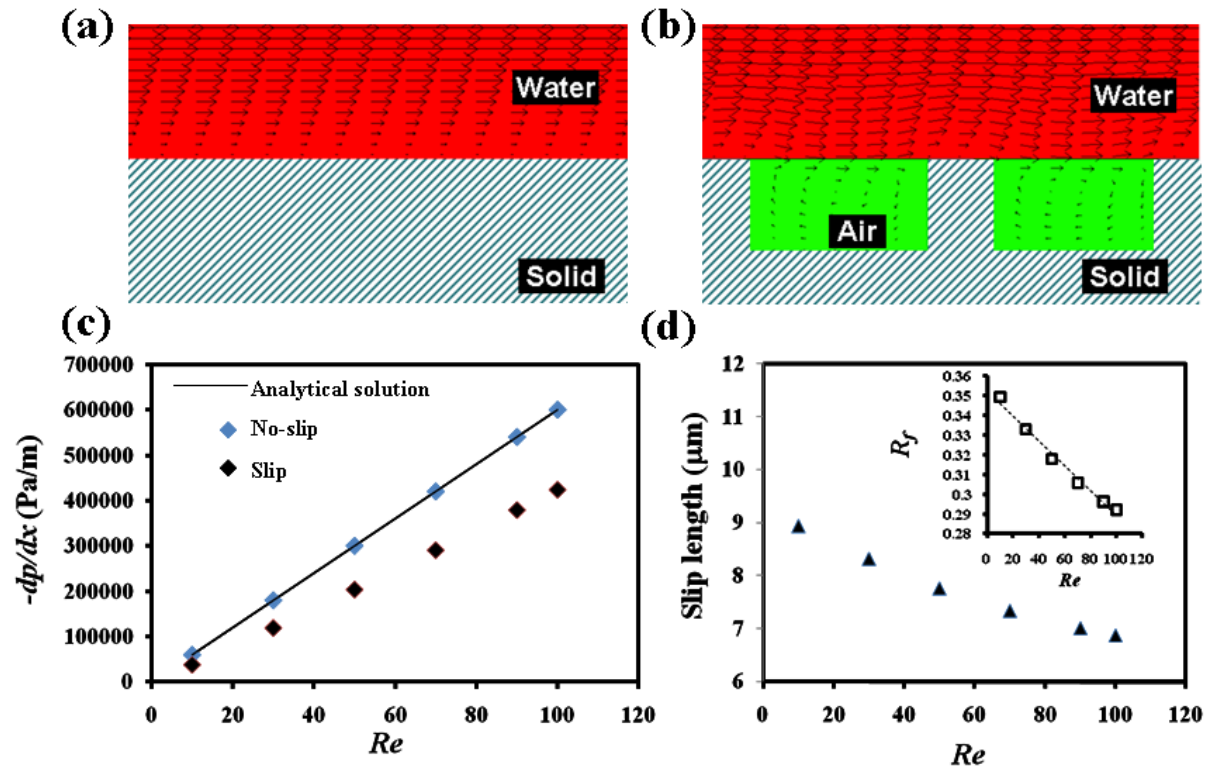 (a)
Water
Solid
(b)
Water
Air
Solid
(c)
700000
600000
500000
400000
300000
200000
100000
0
-dp/dx (Pa/m)
Analytical solution
No-slip
Slip
0 20 40 60 80 100 120
Re
(d)
12
11
10
9
8
7
6
Slip length (μm)
0.36
0.35
0.34
0.33
0.32
0.31
0.3
0.29
0.28
Rf
0 20 40 60 80 100 120
Re
0 20 40 60 80 100 120
Re